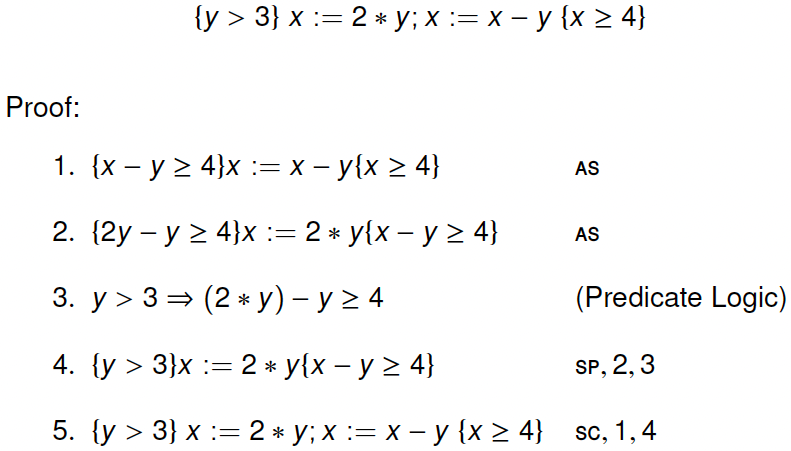 {y > 3} x := 2 ∗ y; x := x − y {x ≥ 4}
Proof:
1. {x − y ≥ 4}x := x − y{x ≥ 4} AS
2. {2y − y ≥ 4}x := 2 ∗ y{x − y ≥ 4} AS
3. y > 3 ⇒ (2 ∗ y) − y ≥ 4 (Predicate Logic)
4. {y > 3}x := 2 ∗ y{x − y ≥ 4} SP, 2, 3
5. {y > 3} x := 2 ∗ y; x := x − y {x ≥ 4} SC, 1, 4